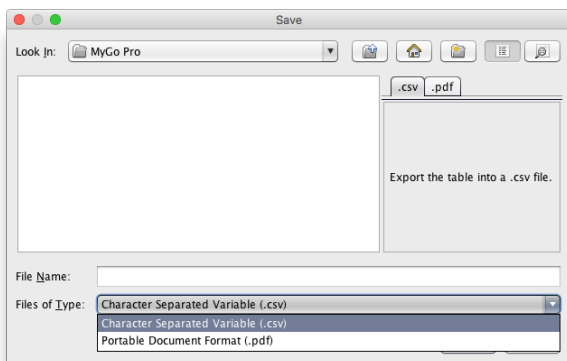 Save
Look In: MyGo Pro
.csv .pdf
Export the table into a .csv file.
File Name:
Files of Type: Character Separated Variable (.csv)
Character Separated Variable (.csv)
Portable Document Format (.pdf)